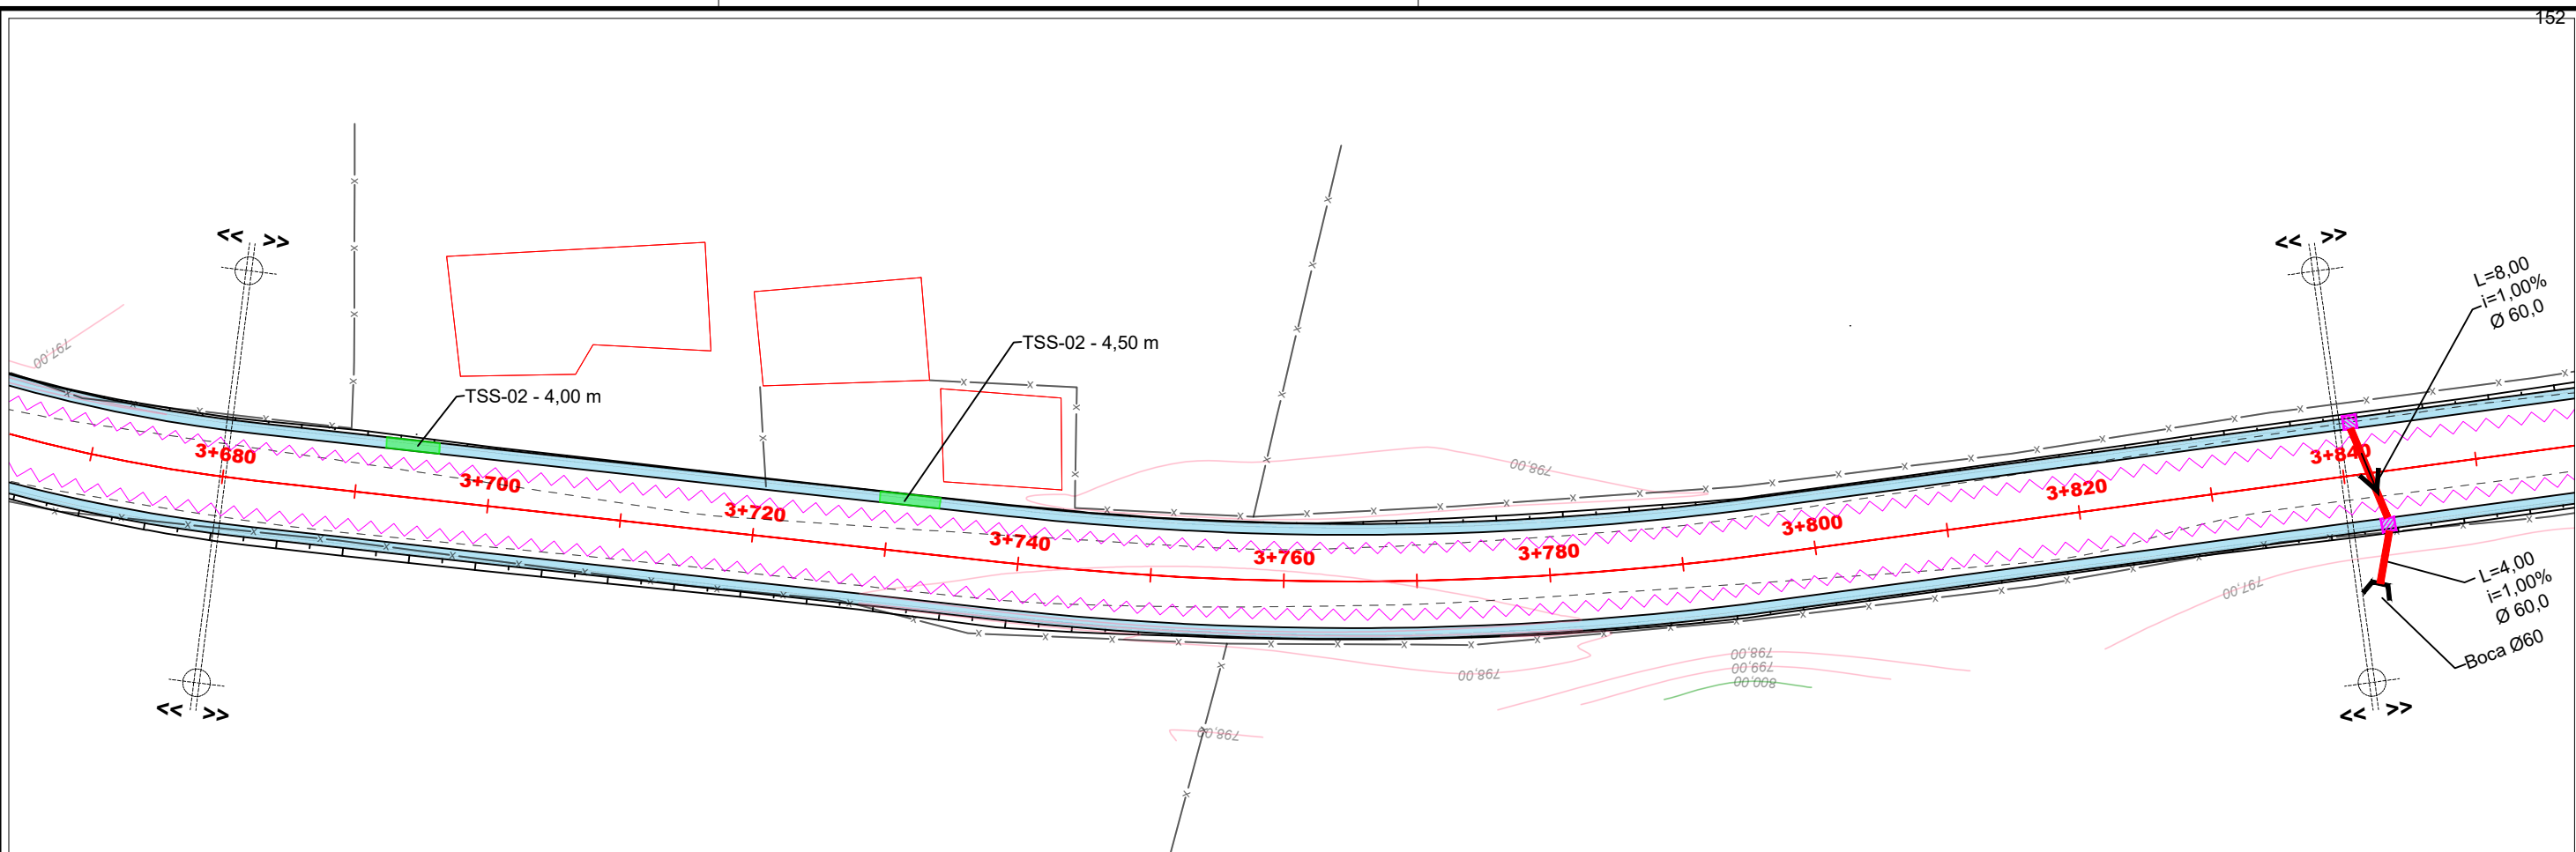 152
<< >>
<< >>
L=8,00
i=1,00%
Ø 60,0
797,00
TSS-02 - 4,50 m
TSS-02 - 4,00 m
3+680
3+700
3+720
3+740
3+760
3+780
3+800
3+820
3+840
798,00
797,00
L=4,00
i=1,00%
Ø 60,0
Boca Ø60
798,00
798,00
799,00
800,00
798,00
<< >>
<< >>